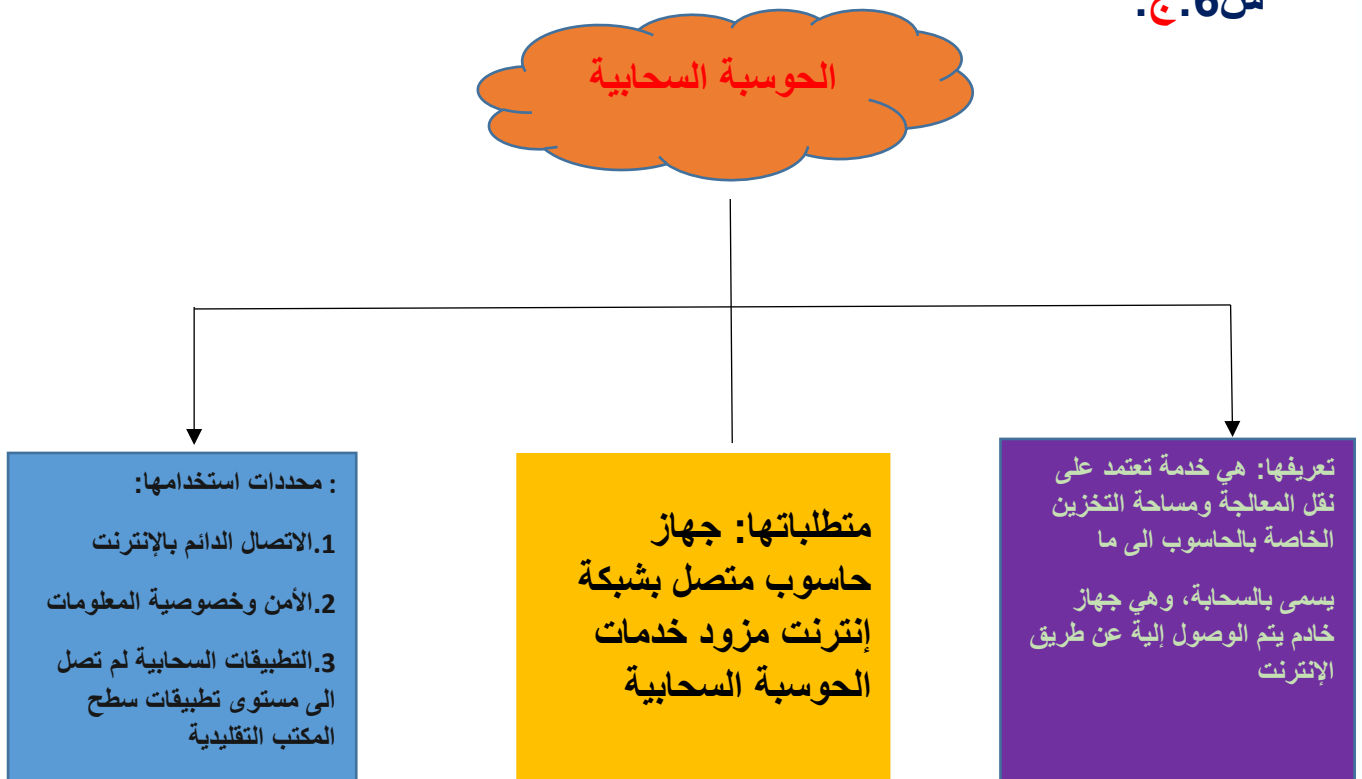 س6.ج.
الحوسبة السحابية
تعريفها: هي خدمة تعتمد على
نقل المعالجة ومساحة التخزين
الخاصة بالحاسوب الى ما
يسمى بالسحابة، وهي جهاز
خادم يتم الوصول إلية عن طريق
الإنترنت
متطلباتها: جهاز
حاسوب متصل بشبكة
إنترنت مزود خدمات
الحوسبة السحابية
: محددات استخدامها:
1.الاتصال الدائم بالإنترنت
2.الأمن وخصوصية المعلومات
3.التطبيقات السحابية لم تصل
الى مستوى تطبيقات سطح
المكتب التقليدية